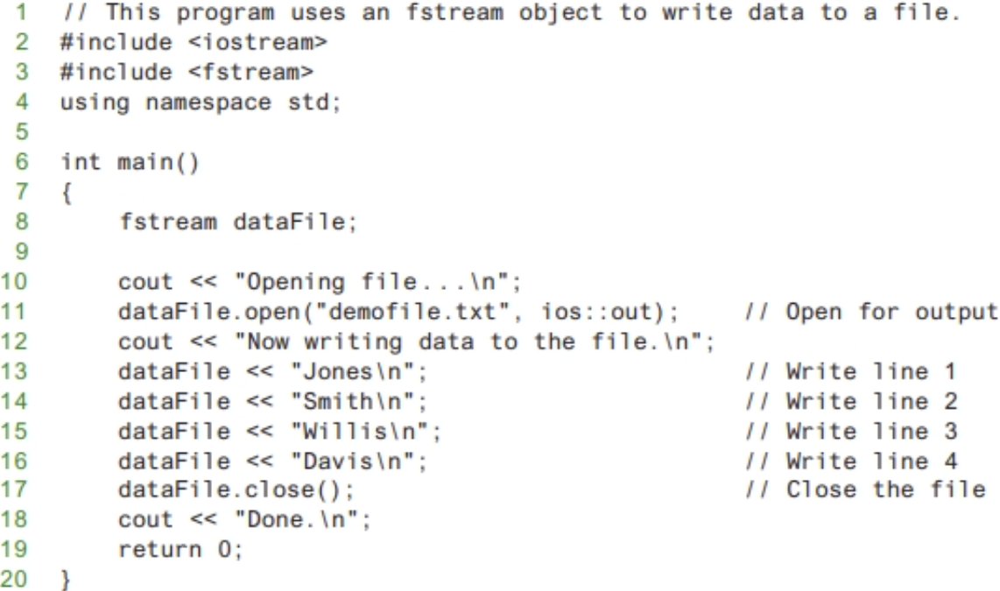 1 // This program uses an fstream object to write data to a file.
2 #include <iostream>
3 #include <fstream>
4 using namespace std;
5
6 int main()
7 {
8     fstream dataFile;
9
10     cout << "Opening file...\n";
11     dataFile.open("demofile.txt", ios::out);     // Open for output
12     cout << "Now writing data to the file.\n";
13     dataFile << "Jones\n";                       // Write line 1
14     dataFile << "Smith\n";                       // Write line 2
15     dataFile << "Willis\n";                      // Write line 3
16     dataFile << "Davis\n";                       // Write line 4
17     dataFile.close();                            // Close the file
18     cout << "Done.\n";
19     return 0;
20 }